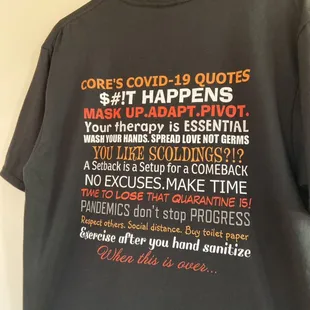 CORE'S COVID-19 QUOTES
$#!T HAPPENS
MASK UP.ADAPT.PIVOT.
Your therapy is ESSENTIAL
WASH YOUR HANDS. SPREAD LOVE NOT GERMS
YOU LIKE SCOLDINGS?!?
A Setback is a Setup for a COMEBACK
NO EXCUSES.MAKE TIME
TIME TO LOSE THAT QUARANTINE 15!
PANDEMICS don't stop PROGRESS
Respect others. Social distance. Buy toilet paper
Exercise after you hand sanitize
When this is over...